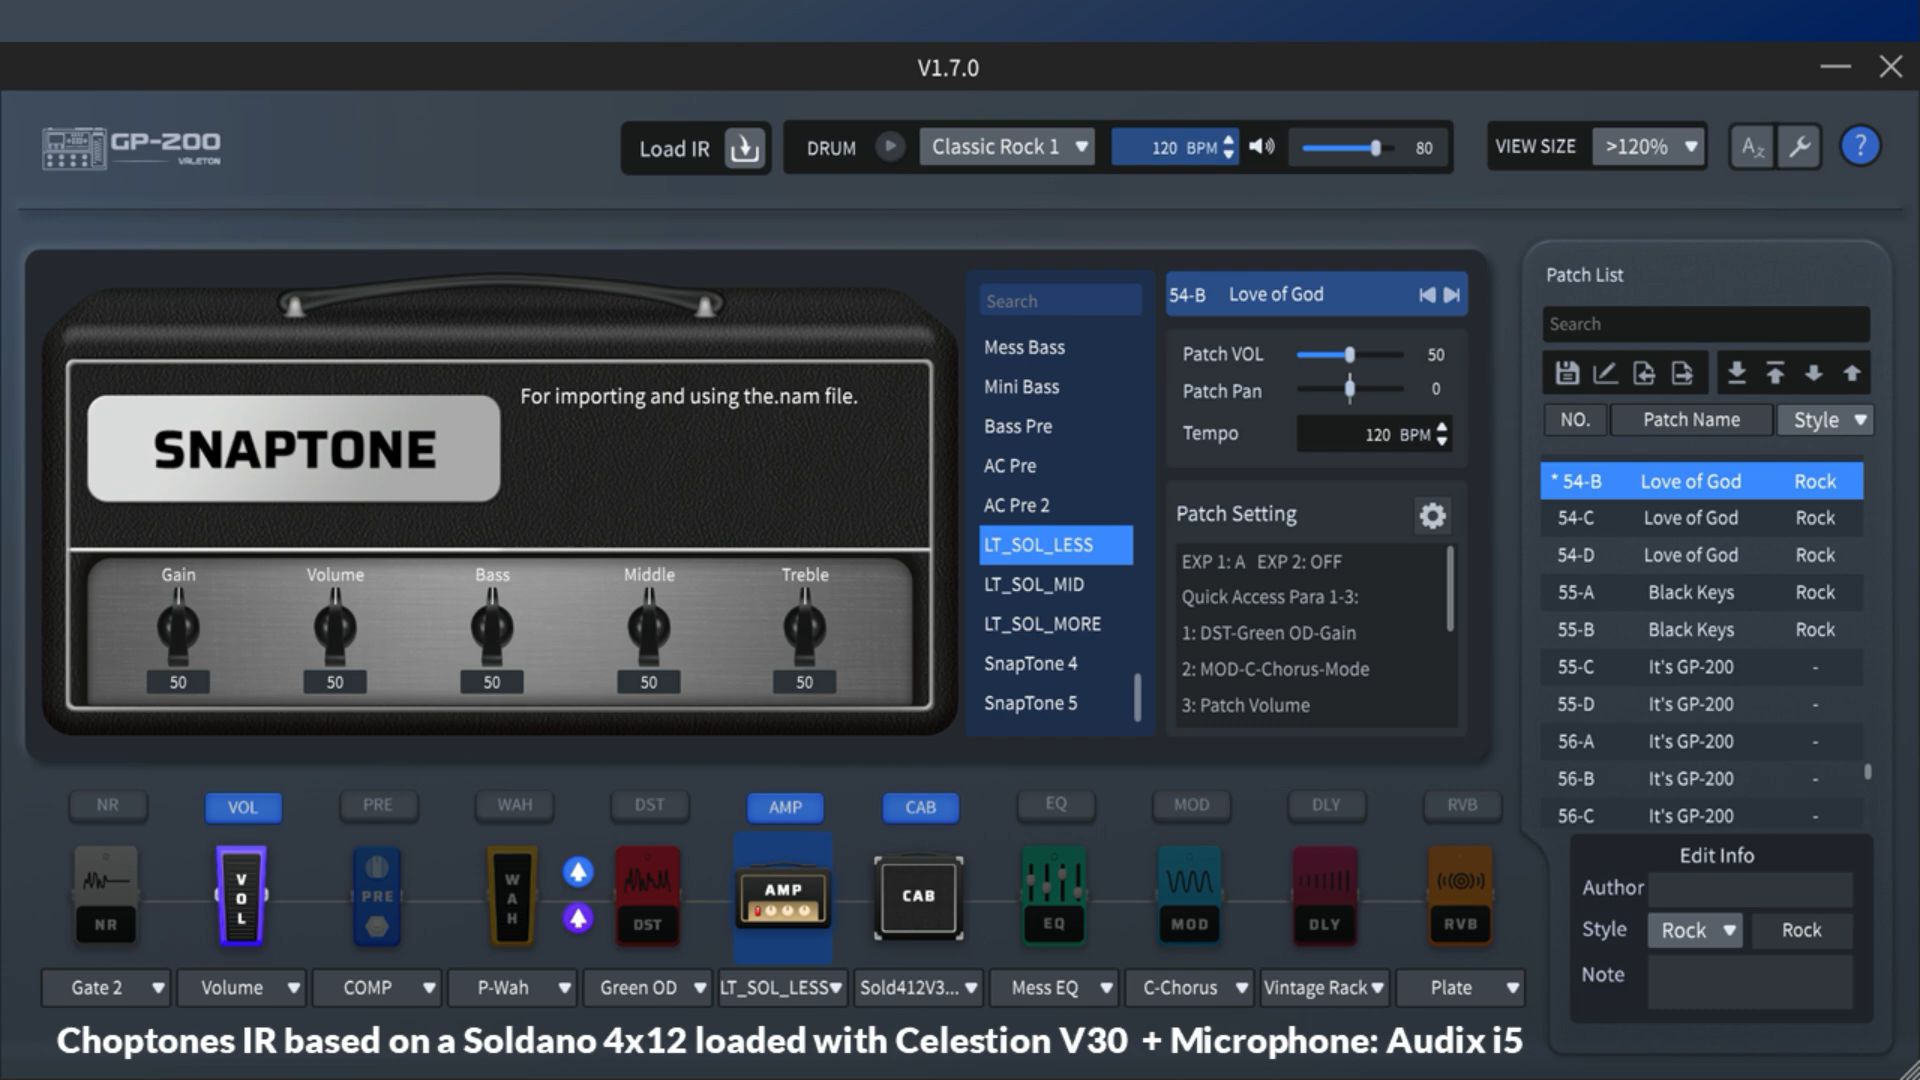 V1.7.0
GP-200
VALETON
Load IR
DRUM
Classic Rock 1
120 BPM
80
VIEW SIZE
>120%
AZ
?
SNAPTONE
For importing and using the.nam file.
Gain Volume Bass Middle Treble
50 50 50 50 50
Search
Mess Bass
Mini Bass
Bass Pre
AC Pre
AC Pre 2
LT_SOL_LESS
LT_SOL_MID
LT_SOL_MORE
SnapTone 4
SnapTone 5
54-B Love of God
Patch VOL 50
Patch Pan 0
Tempo 120 BPM
Patch Setting
EXP 1: A EXP 2: OFF
Quick Access Para 1-3:
1: DST-Green OD-Gain
2: MOD-C-Chorus-Mode
3: Patch Volume
Patch List
Search
NO. Patch Name Style
* 54-B Love of God Rock
54-C Love of God Rock
54-D Love of God Rock
55-A Black Keys Rock
55-B Black Keys Rock
55-C It's GP-200 -
55-D It's GP-200 -
56-A It's GP-200 -
56-B It's GP-200 -
56-C It's GP-200 -
Edit Info
Author
Style Rock Rock
Note
NR VOL PRE WAH DST AMP CAB EQ MOD DLY RVB
NR VOL PRE WAH DST AMP CAB EQ MOD DLY RVB
Gate 2 Volume COMP P-Wah Green OD LT_SOL_LESS Sold412V3... Mess EQ C-Chorus Vintage Rack Plate
Choptones IR based on a Soldano 4x12 loaded with Celestion V30 + Microphone: Audix i5